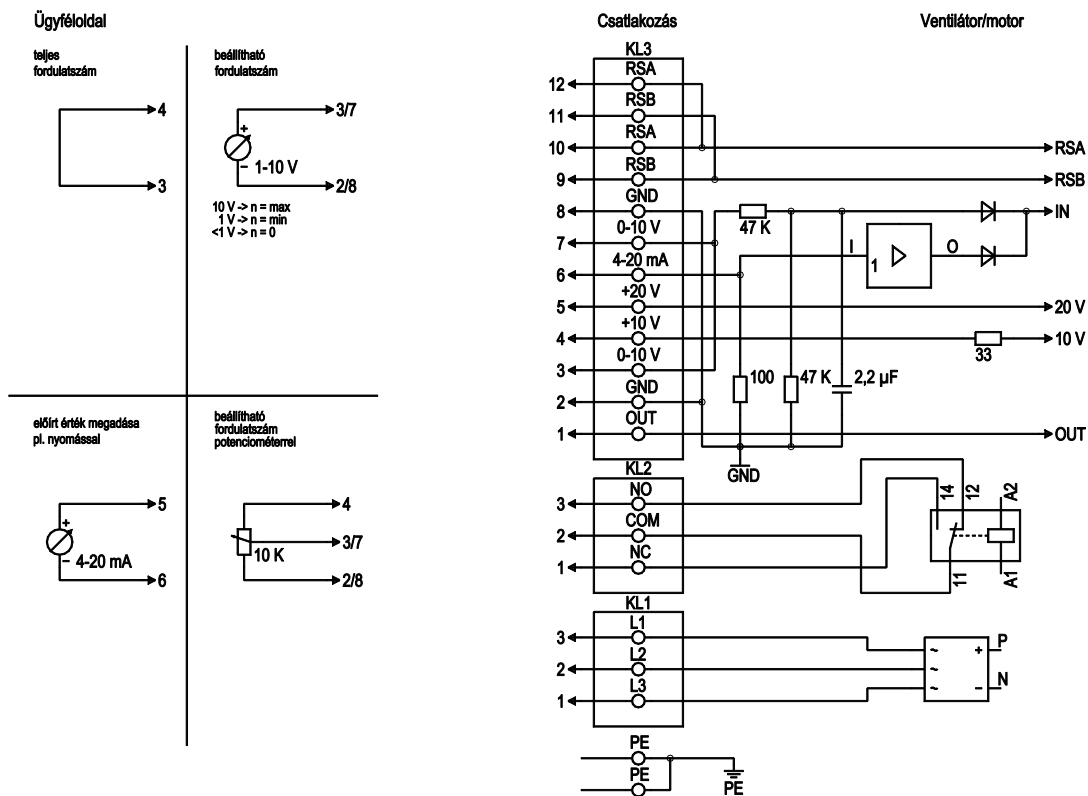 Ügyféloldal
teljes
fordulatszám
4
3
beállítható
fordulatszám
3/7
+
1-10 V
−
2/8
10 V -> n = max
1 V -> n = min
<1 V -> n = 0
előírt érték megadása
pl. nyomással
5
+
4-20 mA
−
6
beállítható
fordulatszám
potenciométerrel
4
3/7
10 K
2/8
Csatlakozás
Ventilátor/motor
KL3
RSA
12
RSB
11
RSA
10
RSA
RSB
9
RSB
GND
8
47 K
IN
0-10 V
7
I
1
O
4-20 mA
6
+20 V
5
20 V
+10 V
4
33
10 V
0-10 V
3
100
47 K
2,2 µF
GND
2
OUT
1
OUT
GND
KL2
NO
3
COM
2
NC
1
14
12
A2
11
A1
KL1
L1
3
L2
2
L3
1
~
~
~
+
−
P
N
PE
PE
PE